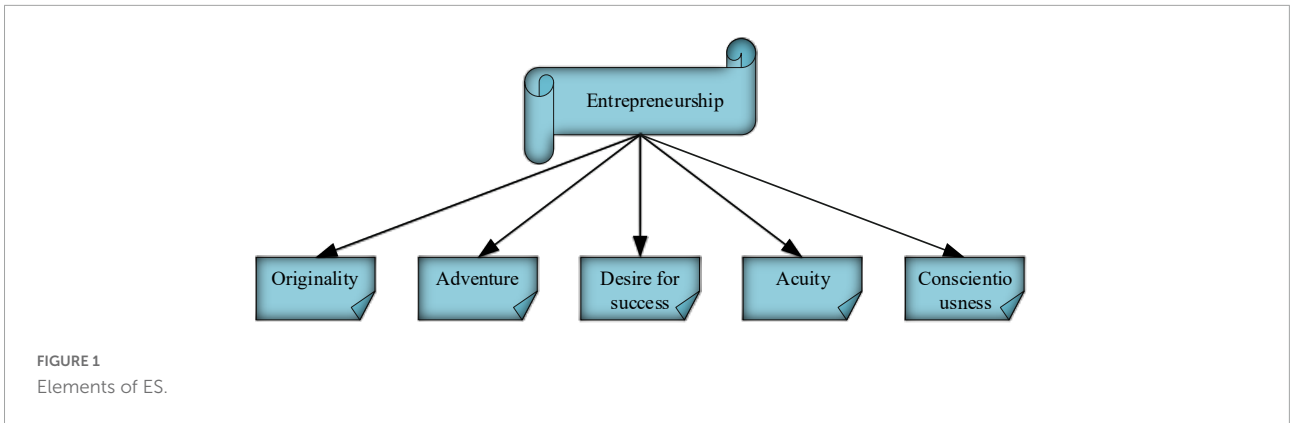 Entrepreneurship
Originality
Adventure
Desire for
success
Acuity
Conscientio
usness
FIGURE 1
Elements of ES.